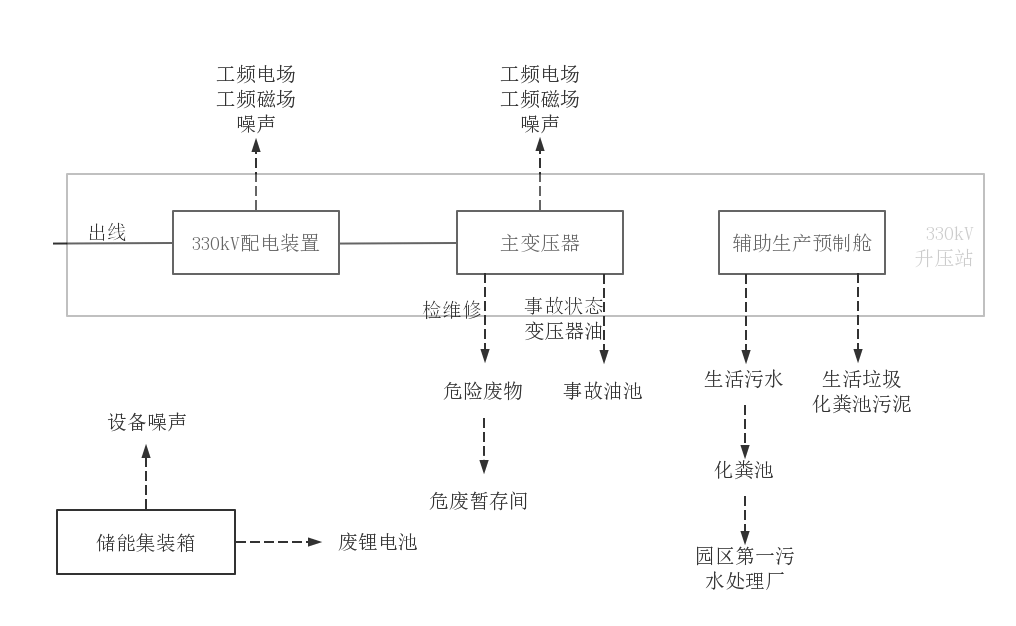 工频电场
工频磁场
噪声
工频电场
工频磁场
噪声
出线
330kV配电装置
主变压器
辅助生产预制舱
330kV
升压站
检维修
事故状态
变压器油
危险废物
事故油池
生活污水
生活垃圾
化粪池污泥
设备噪声
化粪池
危废暂存间
储能集装箱
废锂电池
园区第一污
水处理厂